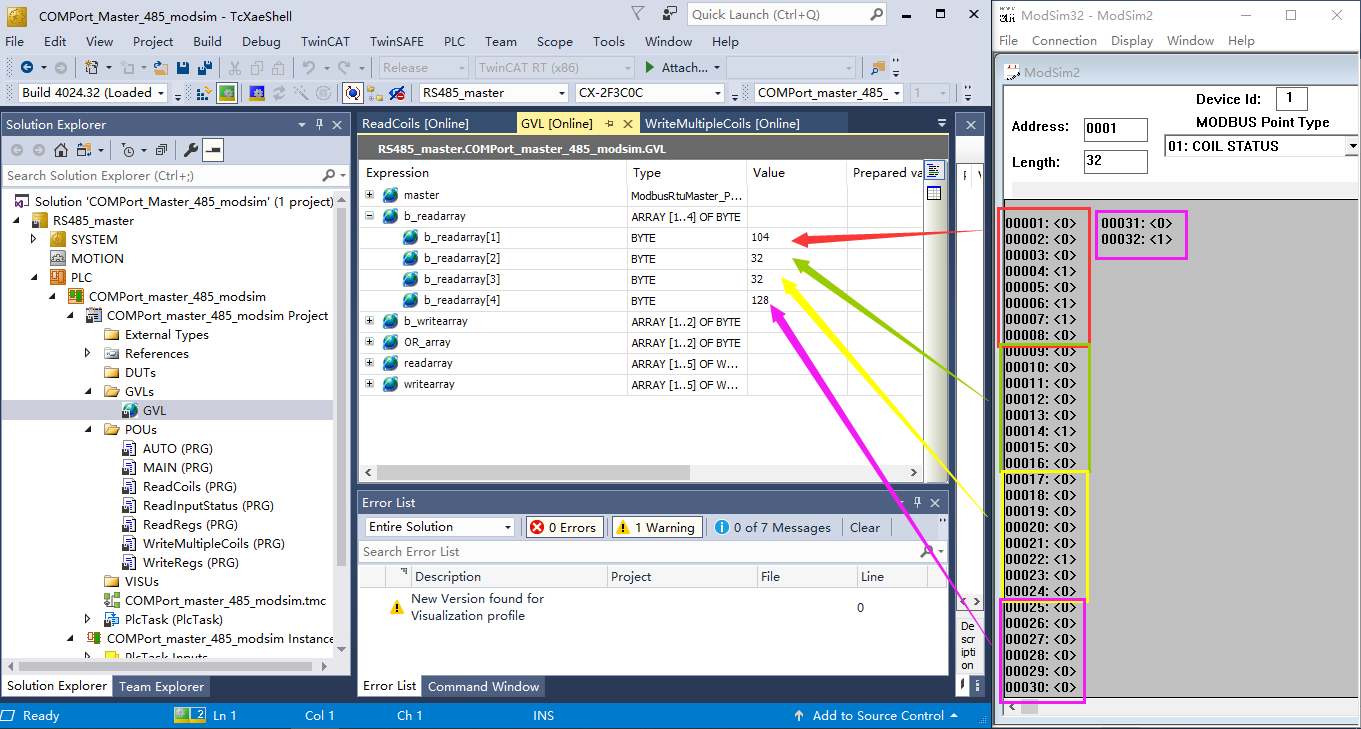 COMPort_Master_485_modsim - TcXaeShell
Quick Launch (Ctrl+Q)
File Edit View Project Build Debug TwinCAT TwinSAFE PLC Team Scope Tools Window Help
Release TwinCAT RT (x86) Attach...
Build 4024.32 (Loaded RS485_master CX-2F3C0C COMPort_master_485_ 1
Solution Explorer
Search Solution Explorer (Ctrl+;)
Solution 'COMPort_Master_485_modsim' (1 project)
RS485_master
SYSTEM
MOTION
PLC
COMPort_master_485_modsim
COMPort_master_485_modsim Project
External Types
References
DUTs
GVLs
GVL
POUs
AUTO (PRG)
MAIN (PRG)
ReadCoils (PRG)
ReadInputStatus (PRG)
ReadRegs (PRG)
WriteMultipleCoils (PRG)
WriteRegs (PRG)
VISUs
COMPort_master_485_modsim.tmc
PlcTask (PlcTask)
COMPort_master_485_modsim Instance
PlcTask Inputs
Solution Explorer Team Explorer
ReadCoils [Online] GVL [Online] WriteMultipleCoils [Online]
RS485_master.COMPort_master_485_modsim.GVL
Expression Type Value Prepared va
master ModbusRtuMaster_P...
b_readarray ARRAY [1..4] OF BYTE
b_readarray[1] BYTE 104
b_readarray[2] BYTE 32
b_readarray[3] BYTE 32
b_readarray[4] BYTE 128
b_writearray ARRAY [1..2] OF BYTE
OR_array ARRAY [1..2] OF BYTE
readarray ARRAY [1..5] OF W...
writearray ARRAY [1..5] OF W...
Error List
Entire Solution 0 Errors 1 Warning 0 of 7 Messages Clear
Search Error List
Description Project File Line
New Version found for
Visualization profile
0
Error List Command Window
De
scr
ipti
on
Ready 2 Ln 1 Col 1 Ch 1 INS Add to Source Control
ModSim32 - ModSim2
File Connection Display Window Help
ModSim2
Device Id: 1
Address: 0001
MODBUS Point Type
Length: 32
01: COIL STATUS
00001: <0> 00031: <0>
00002: <0> 00032: <1>
00003: <0>
00004: <1>
00005: <0>
00006: <1>
00007: <1>
00008: <0>
00009: <0>
00010: <0>
00011: <0>
00012: <0>
00013: <0>
00014: <1>
00015: <0>
00016: <0>
00017: <0>
00018: <0>
00019: <0>
00020: <0>
00021: <0>
00022: <1>
00023: <0>
00024: <0>
00025: <0>
00026: <0>
00027: <0>
00028: <0>
00029: <0>
00030: <0>